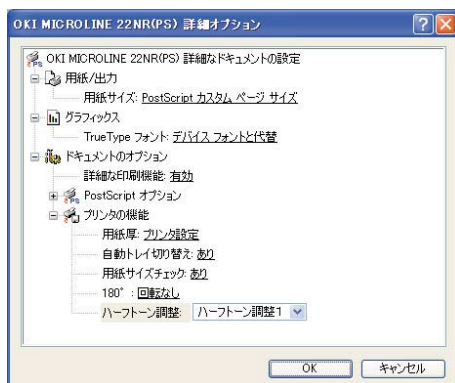 OKI MICROLINE 22NR(PS) 詳細オプション
OKI MICROLINE 22NR(PS) 詳細なドキュメントの設定
用紙/出力
用紙サイズ: PostScript カスタム ページ サイズ
グラフィックス
TrueType フォント: デバイス フォントと代替
ドキュメントのオプション
詳細な印刷機能: 有効
PostScript オプション
プリンタの機能
用紙厚: プリンタ設定
自動トレイ切り替え: あり
用紙サイズチェック: あり
180°: 回転なし
ハーフトーン調整: ハーフトーン調整1
OK キャンセル